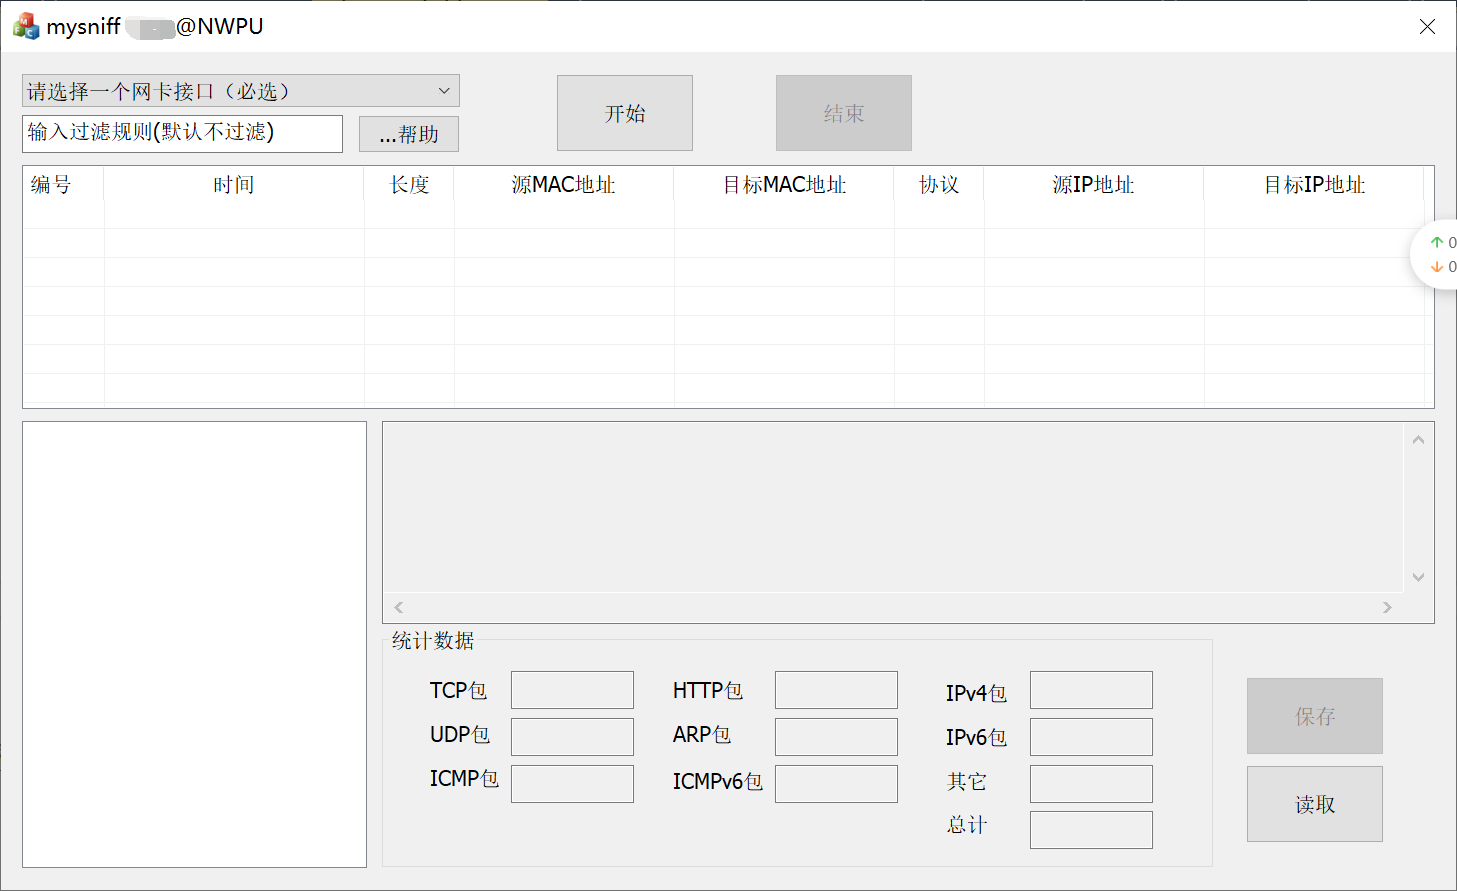 mysniff
@NWPU
请选择一个网卡接口（必选）
开始
结束
输入过滤规则(默认不过滤)
...帮助
编号 时间 长度 源MAC地址 目标MAC地址 协议 源IP地址 目标IP地址
0
0
统计数据
TCP包 HTTP包 IPv4包
UDP包 ARP包 IPv6包
ICMP包 ICMPv6包 其它
总计
保存
读取